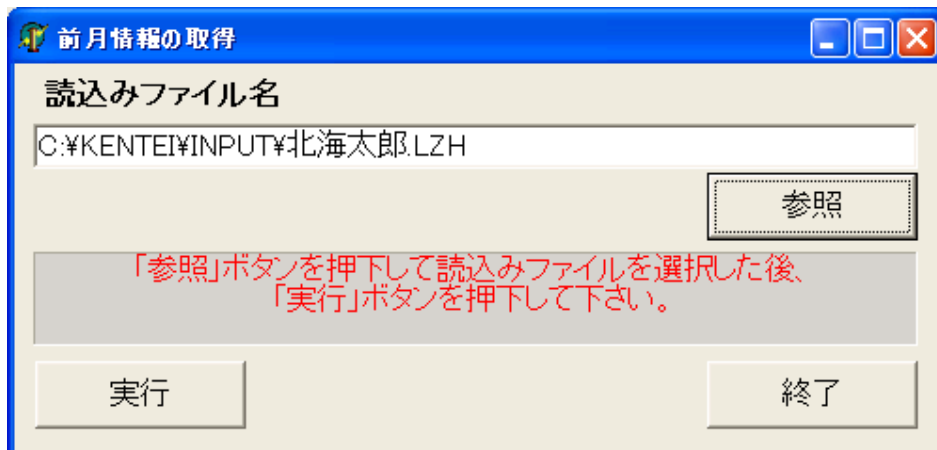 前月情報の取得
読込みファイル名
C:¥KENTEI¥INPUT¥北海太郎.LZH
参照
「参照」ボタンを押下して読込みファイルを選択した後、
「実行」ボタンを押下して下さい。
実行
終了